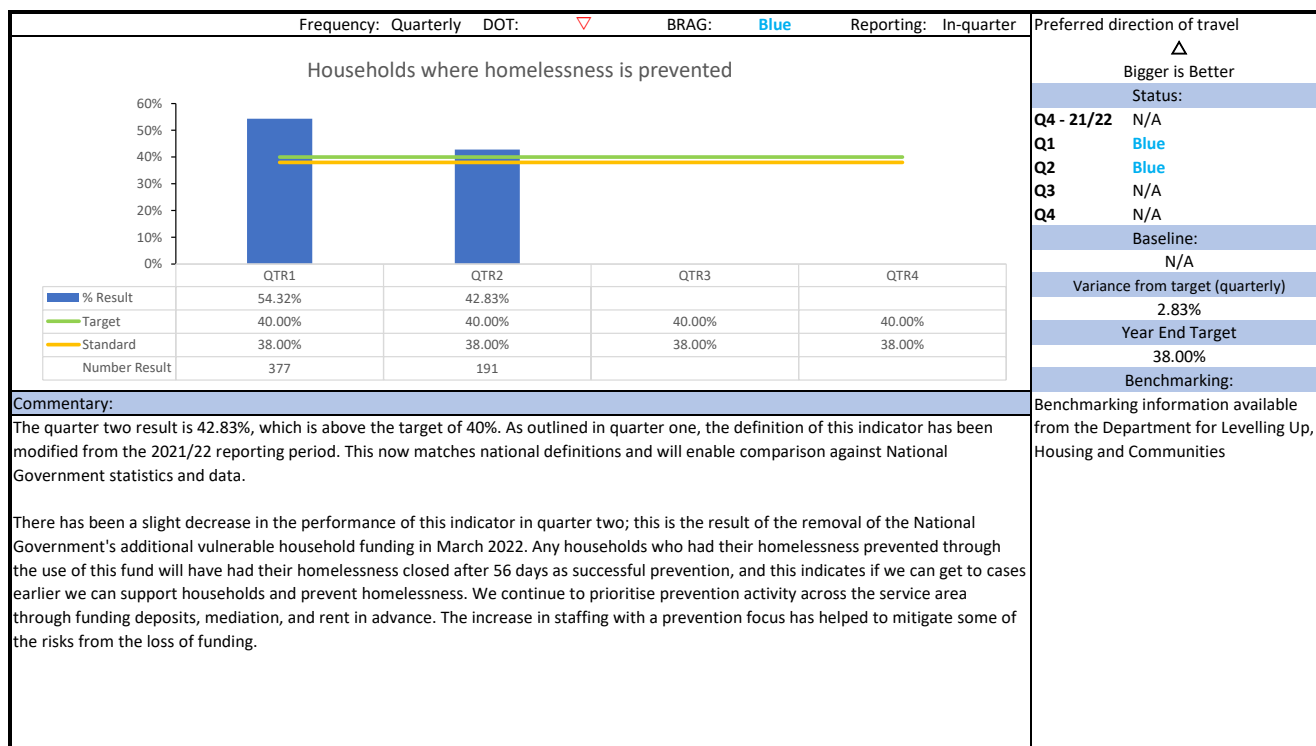 Frequency: Quarterly DOT: ▽ BRAG: Blue Reporting: In-quarter
Preferred direction of travel
△
Bigger is Better
Status:
Q4 - 21/22 N/A
Q1 Blue
Q2 Blue
Q3 N/A
Q4 N/A
Baseline:
N/A
Variance from target (quarterly)
2.83%
Year End Target
38.00%
Benchmarking:
Benchmarking information available
from the Department for Levelling Up,
Housing and Communities
Households where homelessness is prevented
60%
50%
40%
30%
20%
10%
0%
QTR1 QTR2 QTR3 QTR4
% Result 54.32% 42.83%
Target 40.00% 40.00% 40.00% 40.00%
Standard 38.00% 38.00% 38.00% 38.00%
Number Result 377 191
Commentary:
The quarter two result is 42.83%, which is above the target of 40%. As outlined in quarter one, the definition of this indicator has been
modified from the 2021/22 reporting period. This now matches national definitions and will enable comparison against National
Government statistics and data.
There has been a slight decrease in the performance of this indicator in quarter two; this is the result of the removal of the National
Government's additional vulnerable household funding in March 2022. Any households who had their homelessness prevented through
the use of this fund will have had their homelessness closed after 56 days as successful prevention, and this indicates if we can get to cases
earlier we can support households and prevent homelessness. We continue to prioritise prevention activity across the service area
through funding deposits, mediation, and rent in advance. The increase in staffing with a prevention focus has helped to mitigate some of
the risks from the loss of funding.